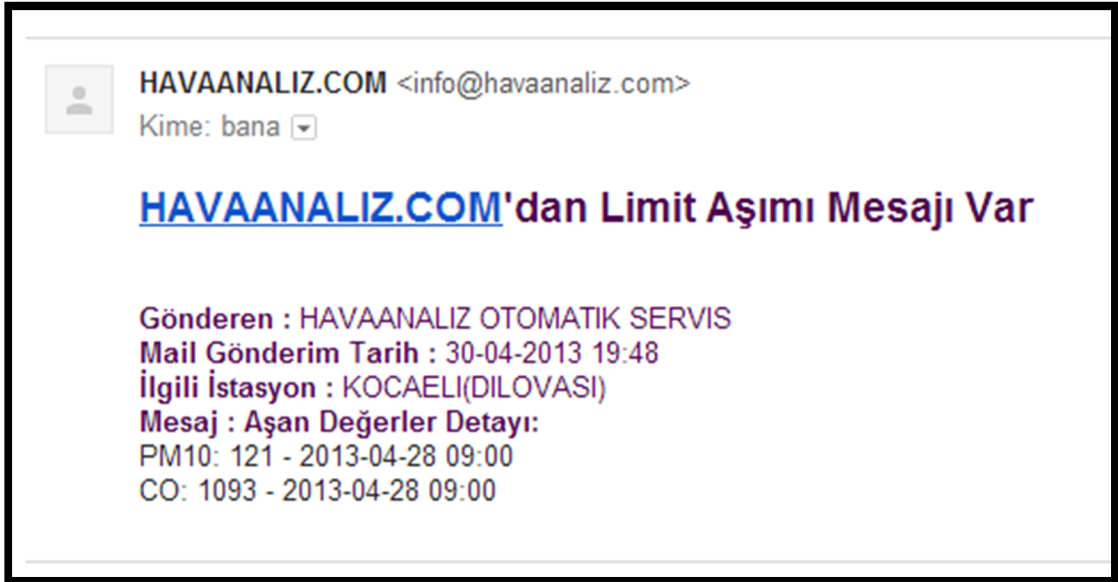 HAVAANALIZ.COM <info@havaanaliz.com>
Kime: bana
HAVAANALIZ.COM'dan Limit Aşımı Mesajı Var
Gönderen : HAVAANALIZ OTOMATIK SERVIS
Mail Gönderim Tarih : 30-04-2013 19:48
İlgili İstasyon : KOCAELI(DILOVASI)
Mesaj : Aşan Değerler Detayı:
PM10: 121 - 2013-04-28 09:00
CO: 1093 - 2013-04-28 09:00